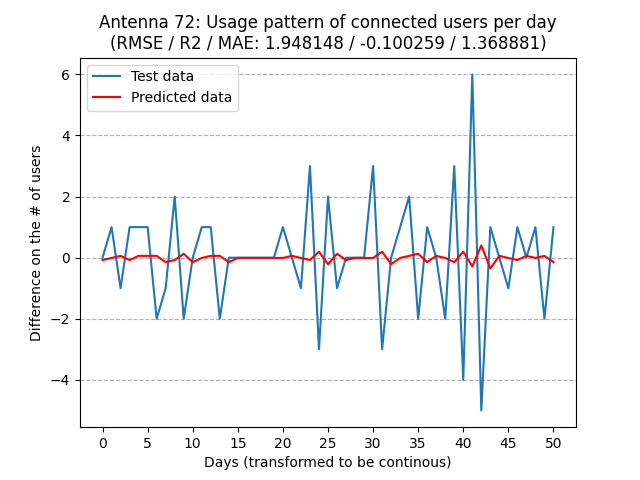 Antenna 72: Usage pattern of connected users per day
(RMSE / R2 / MAE: 1.948148 / -0.100259 / 1.368881)
Test data
Predicted data
6
4
2
0
−2
−4
Difference on the # of users
0 5 10 15 20 25 30 35 40 45 50
Days (transformed to be continous)